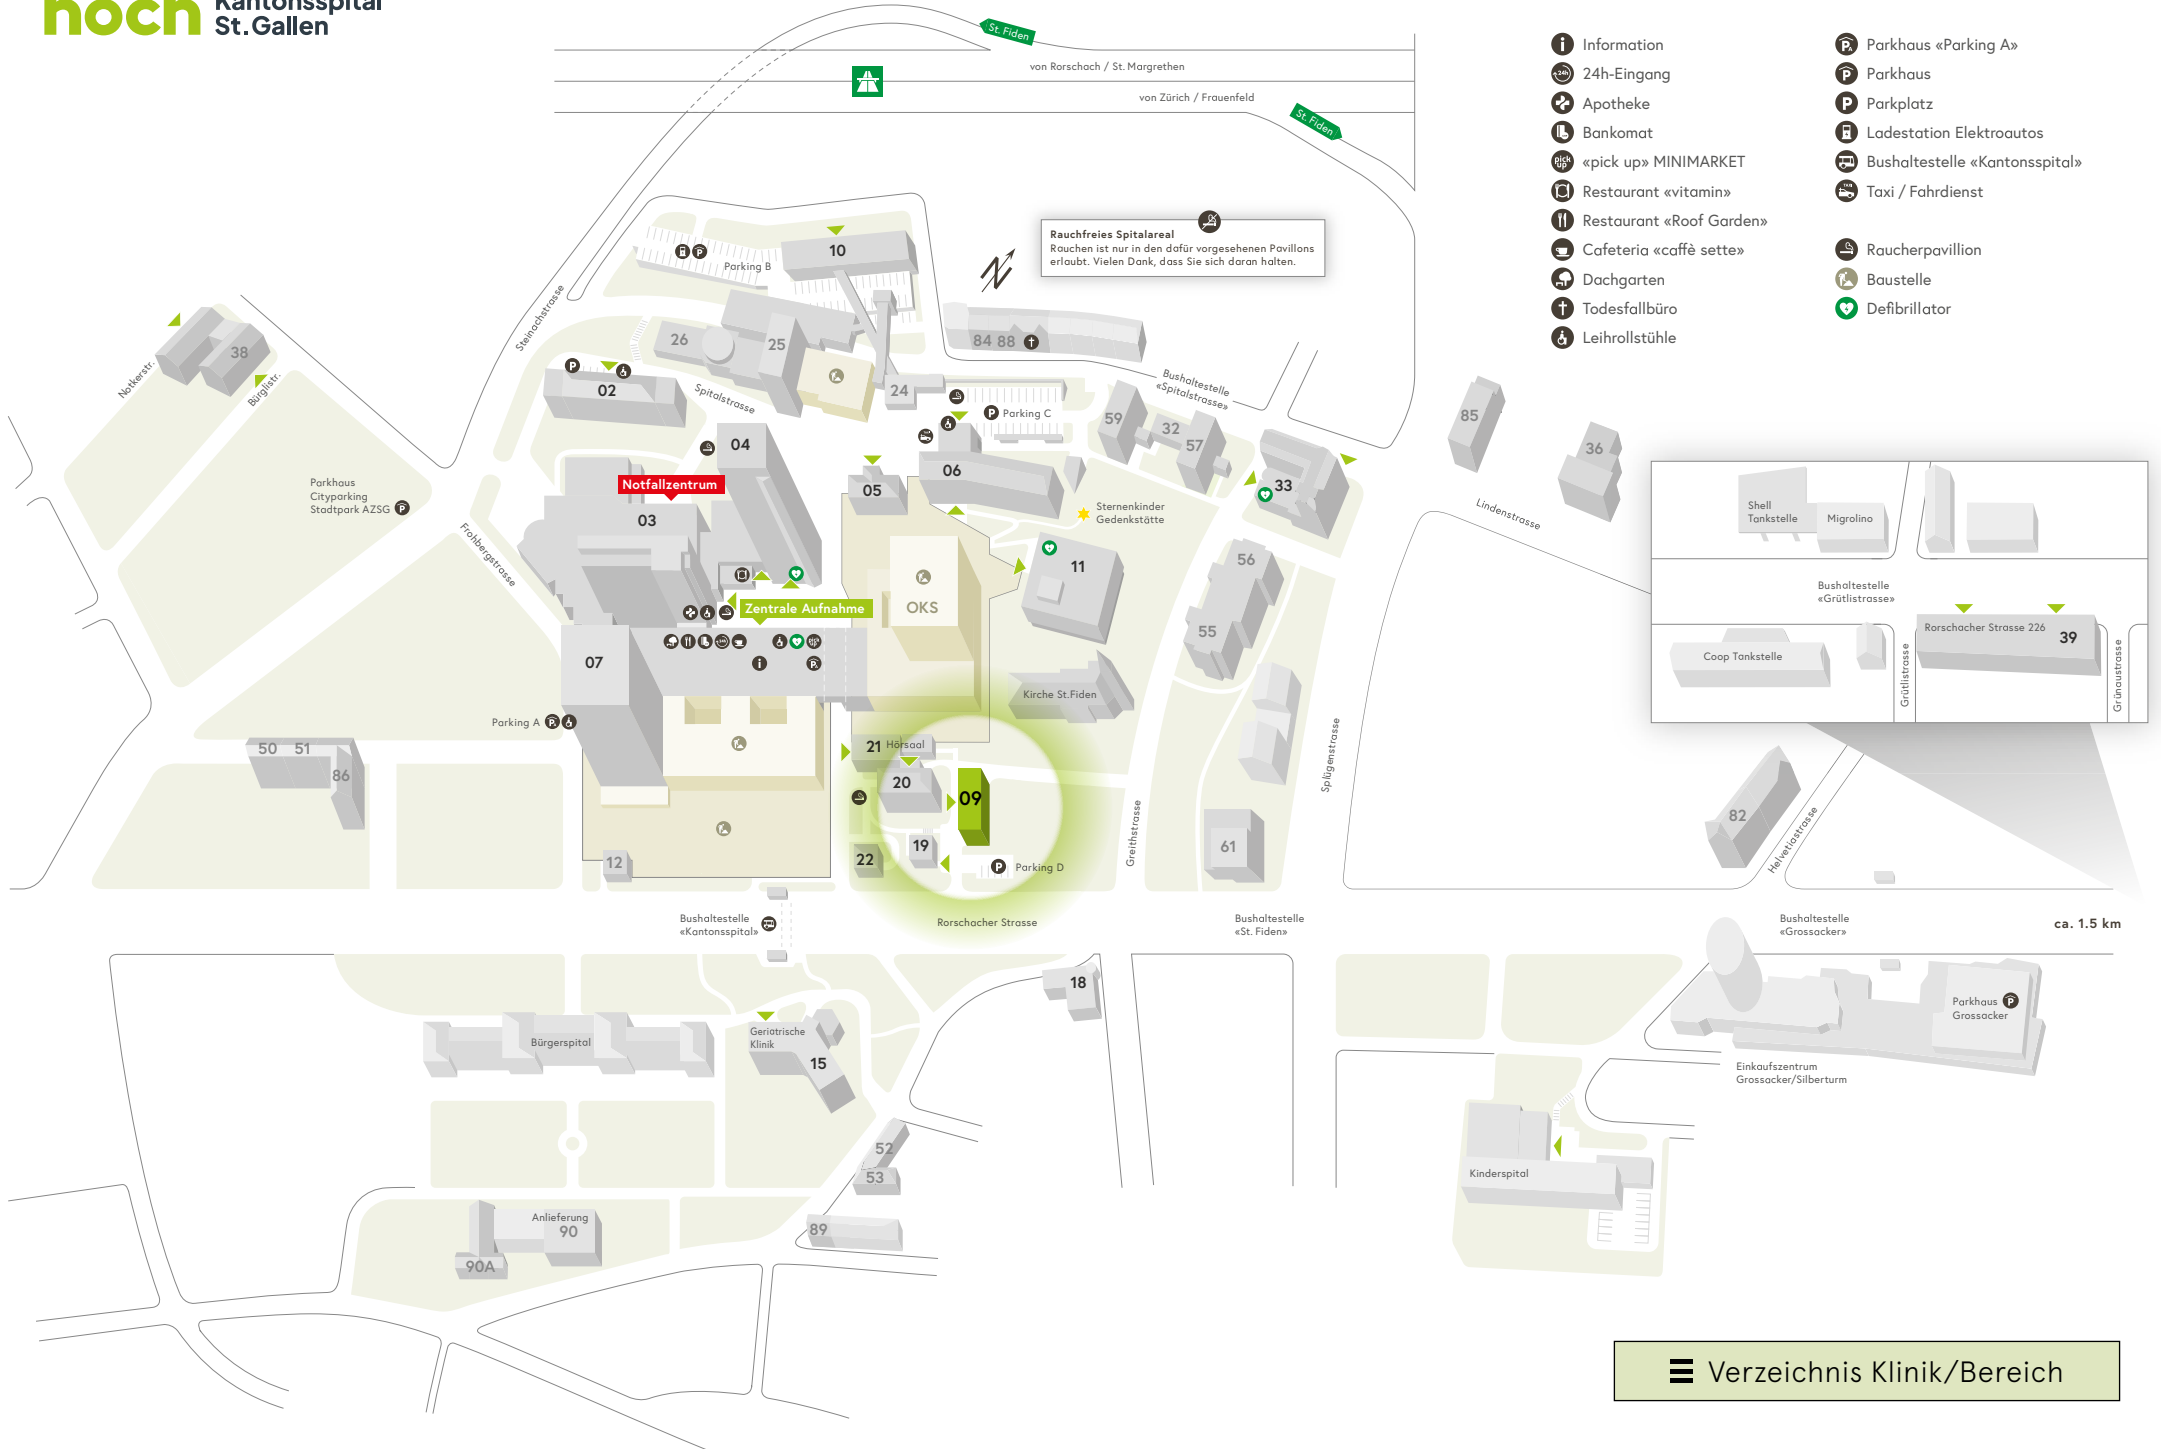 noch Kantonsspital
St.Gallen
St. Fiden
von Rorschach / St. Margrethen
von Zürich / Frauenfeld
St. Fiden
Information
24h-Eingang
Apotheke
Bankomat
«pick up» MINIMARKET
Restaurant «vitamin»
Restaurant «Roof Garden»
Cafeteria «caffè sette»
Dachgarten
Todesfallbüro
Leihrollstühle
Parkhaus «Parking A»
Parkhaus
Parkplatz
Ladestation Elektroautos
Bushaltestelle «Kantonsspital»
Taxi / Fahrdienst
Raucherpavillion
Baustelle
Defibrillator
Rauchfreies Spitalareal
Rauchen ist nur in den dafür vorgesehenen Pavillons
erlaubt. Vielen Dank, dass Sie sich daran halten.
N
10
Parking B
Steinachstrasse
26
25
84 88
38
Notkerstr.
Bürglistr.
02
Spitalstrasse
24
Parking C
Bushaltestelle
«Spitalstrasse»
59
32
57
85
36
04
Notfallzentrum
03
05
06
33
Sternenkinder
Gedenkstätte
Lindenstrasse
Parkhaus
Cityparking
Stadtpark AZSG
Frohbergstrasse
11
56
55
OKS
Zentrale Aufnahme
07
Kirche St.Fiden
Parking A
50 51
86
21 Hörsaal
20
09
19
22
Parking D
12
Greithstrasse
Splügenstrasse
61
82
Helvetiastrasse
Shell
Tankstelle
Migrolino
Bushaltestelle
«Grütlistrasse»
Rorschacher Strasse 226
39
Coop Tankstelle
Grütlistrasse
Grünaustrasse
Bushaltestelle
«Kantonsspital»
Rorschacher Strasse
Bushaltestelle
«St. Fiden»
Bushaltestelle
«Grossacker»
ca. 1.5 km
18
Bürgerspital
Geriatrische
Klinik
15
Parkhaus
Grossacker
Einkaufszentrum
Grossacker/Silberturm
52
53
89
Anlieferung
90
90A
Kinderspital
Verzeichnis Klinik/Bereich